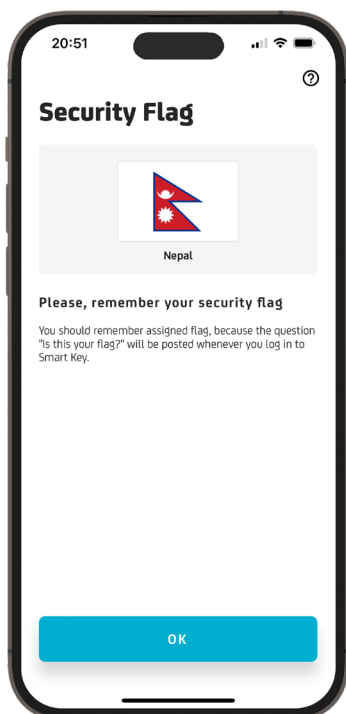 20:51
Security Flag
Nepal
Please, remember your security flag
You should remember assigned flag, because the question
"Is this your flag?" will be posted whenever you log in to
Smart Key.
OK